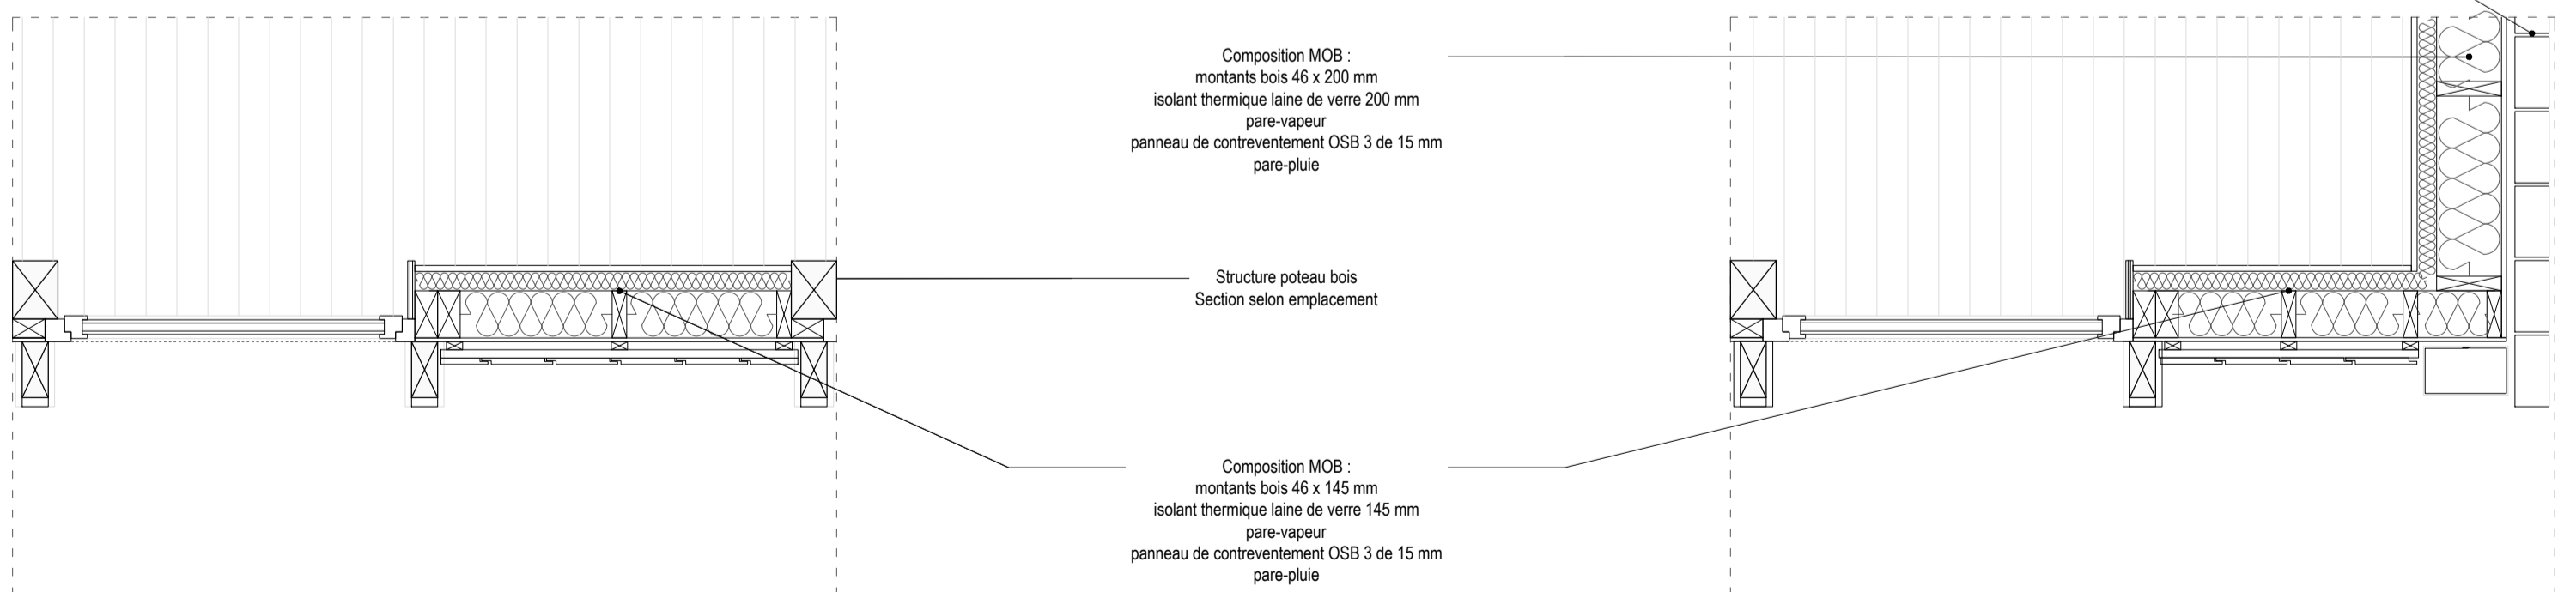 Composition MOB :
montants bois 46 x 200 mm
isolant thermique laine de verre 200 mm
pare-vapeur
panneau de contreventement OSB 3 de 15 mm
pare-pluie
Structure poteau bois
Section selon emplacement
Composition MOB :
montants bois 46 x 145 mm
isolant thermique laine de verre 145 mm
pare-vapeur
panneau de contreventement OSB 3 de 15 mm
pare-pluie